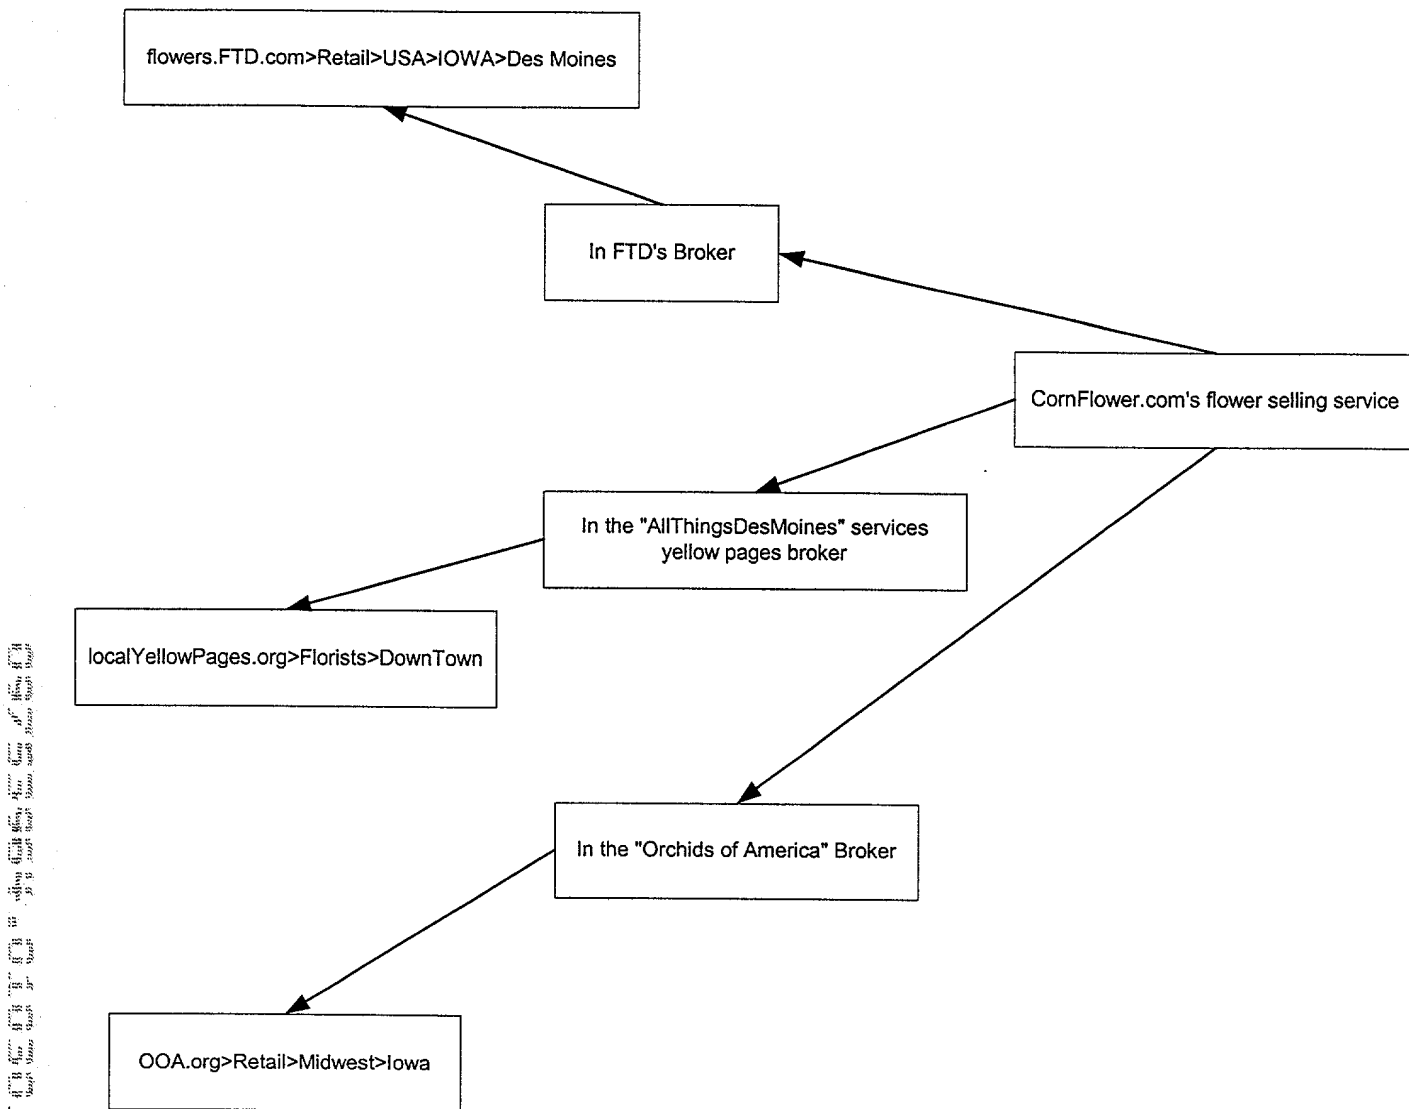 flowers.FTD.com>Retail>USA>IOWA>Des Moines
In FTD's Broker
CornFlower.com's flower selling service
In the "AllThingsDesMoines" services
yellow pages broker
localYellowPages.org>Florists>DownTown
In the "Orchids of America" Broker
OOA.org>Retail>Midwest>Iowa